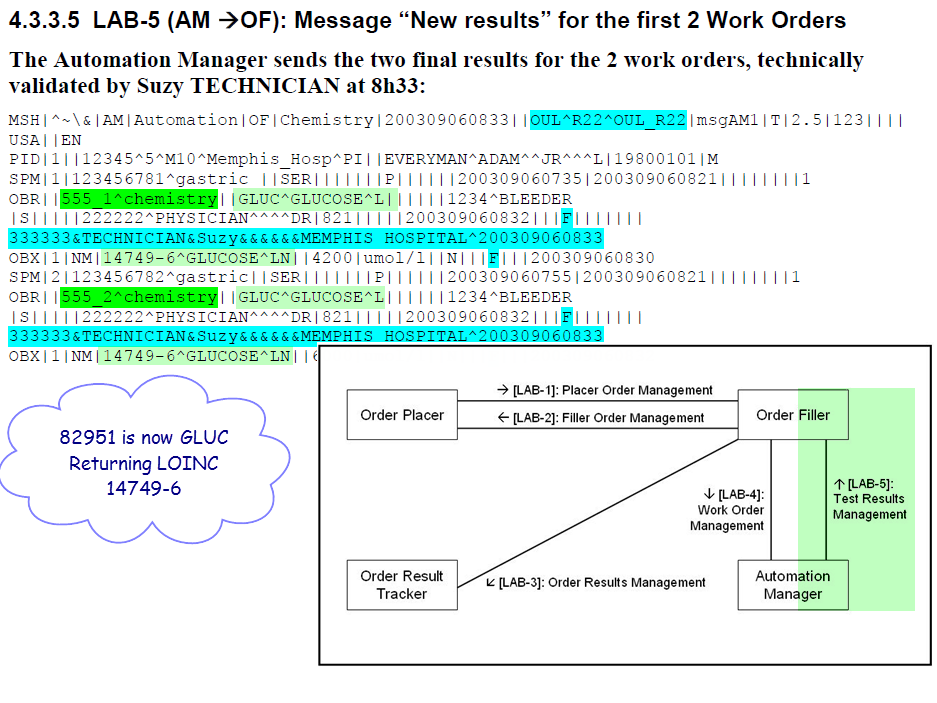 4.3.3.5 LAB-5 (AM →OF): Message “New results” for the first 2 Work Orders
The Automation Manager sends the two final results for the 2 work orders, technically
validated by Suzy TECHNICIAN at 8h33:
MSH|^~\&|AM|Automation|OF|Chemistry|200309060833||OUL^R22^OUL_R22|msgAM1|T|2.5|123||||
USA||EN
PID|1||12345^5^M10^Memphis_Hosp^PI||EVERYMAN^ADAM^^JR^^^L|19800101|M
SPM|1|123456781^gastric ||SER|||||||P||||||200309060735|200309060821||||||||1
OBR||555_1^chemistry||GLUC^GLUCOSE^L||||||1234^BLEEDER
|S|||||222222^PHYSICIAN^^^^DR|821|||||200309060832|||F|||||||
333333&TECHNICIAN&Suzy&&&&&&MEMPHIS HOSPITAL^200309060833
OBX|1|NM|14749-6^GLUCOSE^LN||4200|umol/l||N|||F|||200309060830
SPM|2|123456782^gastric||SER|||||||P||||||200309060755|200309060821||||||||1
OBR||555_2^chemistry||GLUC^GLUCOSE^L||||||1234^BLEEDER
|S|||||222222^PHYSICIAN^^^^DR|821|||||200309060832|||F|||||||
333333&TECHNICIAN&Suzy&&&&&&MEMPHIS HOSPITAL^200309060833
OBX|1|NM|14749-6^GLUCOSE^LN||
82951 is now GLUC
Returning LOINC
14749-6
→ [LAB-1]: Placer Order Management
Order Placer
Order Filler
← [LAB-2]: Filler Order Management
↓ [LAB-4]:
Work Order
Management
↑ [LAB-5]:
Test Results
Management
Order Result
Tracker
↙ [LAB-3]: Order Results Management
Automation
Manager